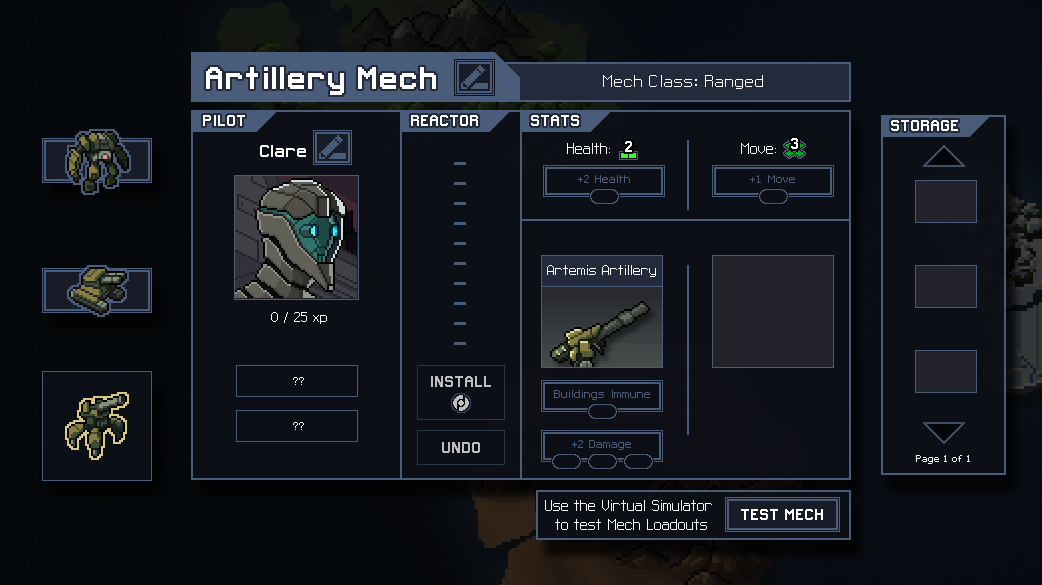 Artillery Mech
Mech Class: Ranged
PILOT
REACTOR
STATS
STORAGE
Clare
Health: 2
Move: 3
+2 Health
+1 Move
Artemis Artillery
0 / 25 xp
??
??
INSTALL
UNDO
Buildings Immune
+2 Damage
Page 1 of 1
Use the Virtual Simulator
to test Mech Loadouts
TEST MECH